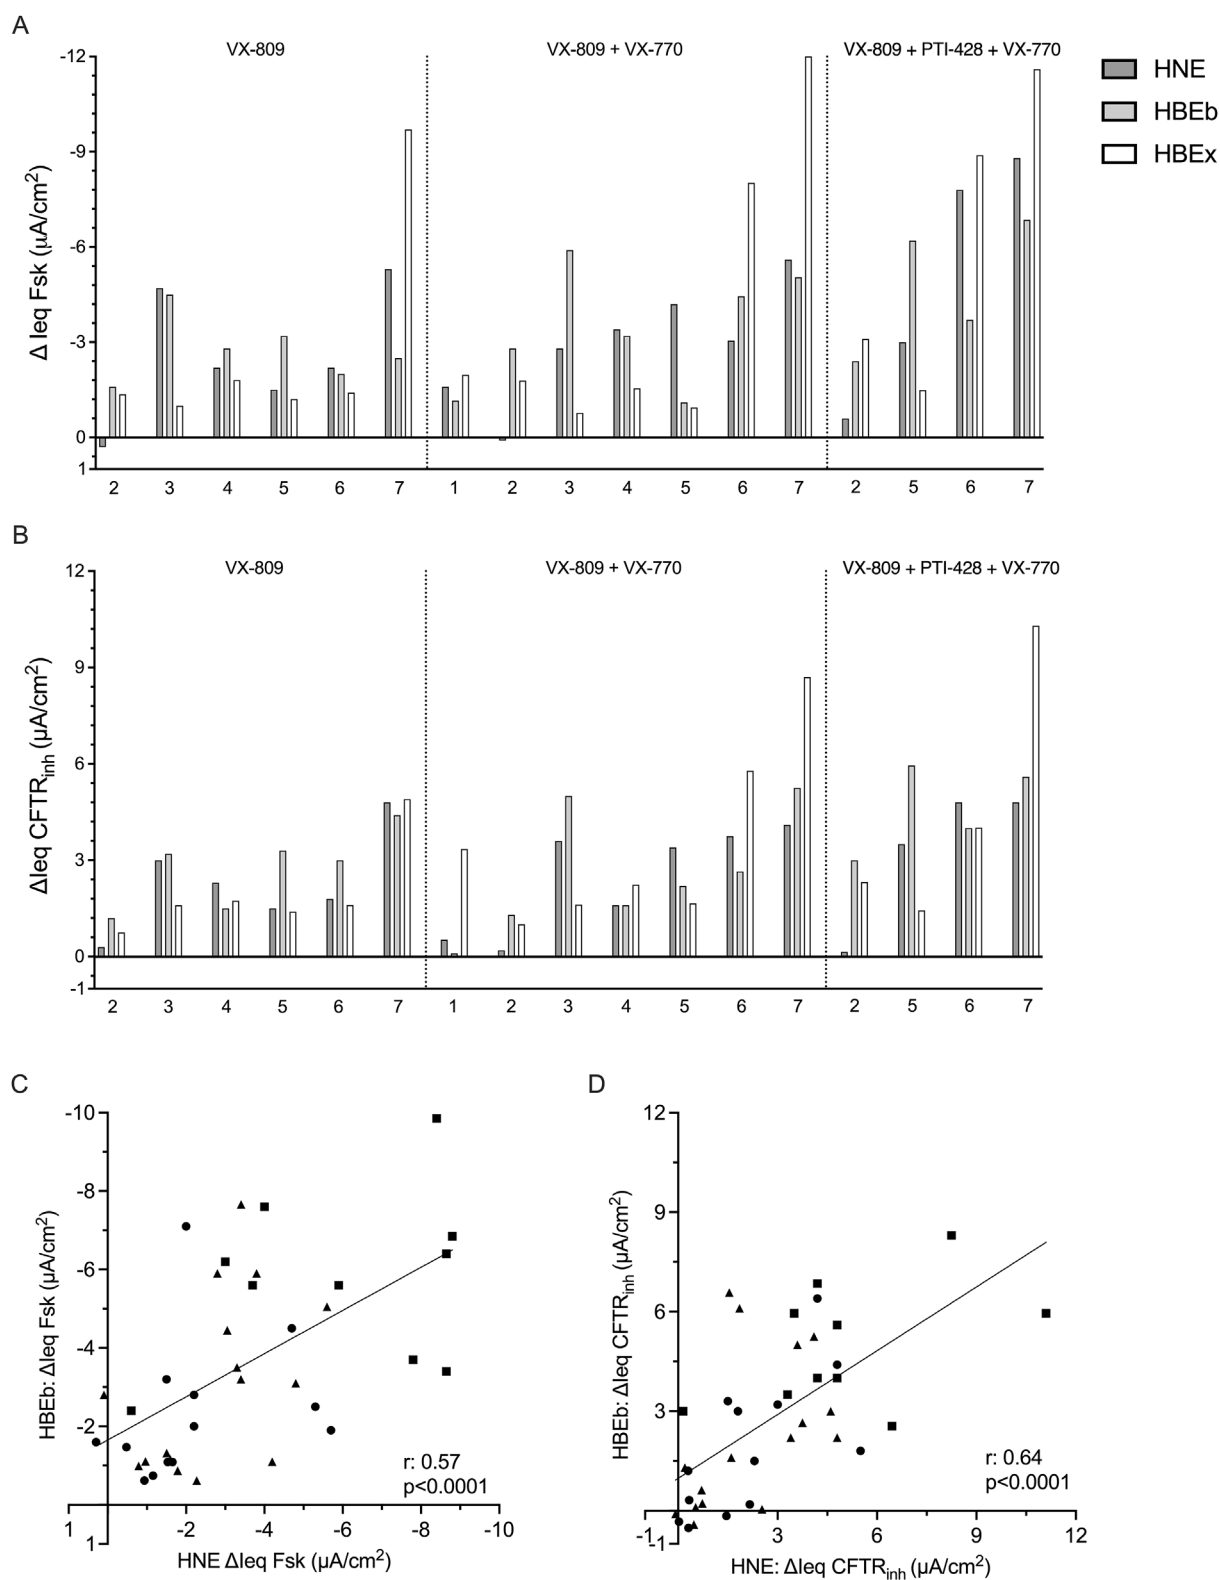 A
VX-809
VX-809 + VX-770
VX-809 + PTI-428 + VX-770
HNE
HBEb
HBEx
Δ Ieq Fsk (µA/cm2)
-12
-9
-6
-3
0
1
2 3 4 5 6 7 1 2 3 4 5 6 7 2 5 6 7
B
VX-809
VX-809 + VX-770
VX-809 + PTI-428 + VX-770
ΔIeq CFTRinh (µA/cm2)
12
9
6
3
0
-1
2 3 4 5 6 7 1 2 3 4 5 6 7 2 5 6 7
C
HBEb: ΔIeq Fsk (µA/cm2)
-10
-8
-6
-4
-2
1
r: 0.57
p<0.0001
1 -2 -4 -6 -8 -10
HNE ΔIeq Fsk (µA/cm2)
D
HBEb: ΔIeq CFTRinh (µA/cm2)
12
9
6
3
-1
r: 0.64
p<0.0001
-1 3 6 9 12
HNE: ΔIeq CFTRinh (µA/cm2)